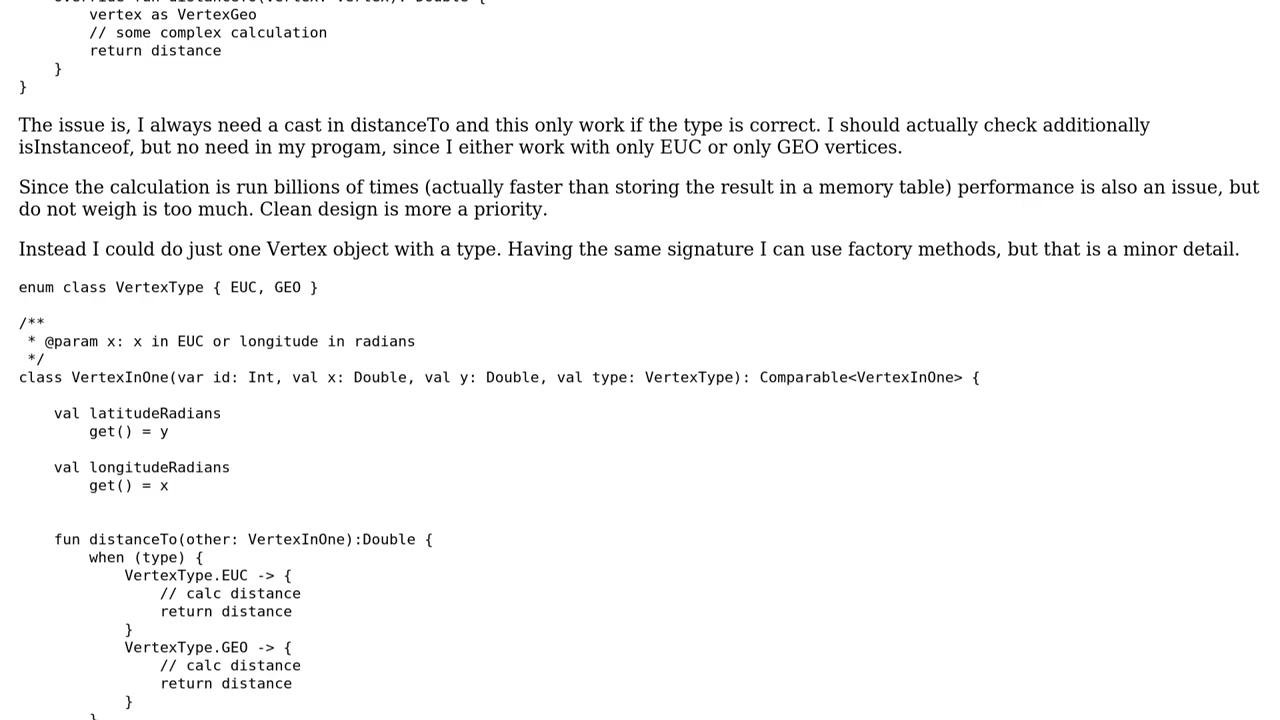 override fun distanceTo(vertex: Vertex): Double {
vertex as VertexGeo
// some complex calculation
return distance
}
}
The issue is, I always need a cast in distanceTo and this only work if the type is correct. I should actually check additionally
isInstanceof, but no need in my progam, since I either work with only EUC or only GEO vertices.
Since the calculation is run billions of times (actually faster than storing the result in a memory table) performance is also an issue, but
do not weigh is too much. Clean design is more a priority.
Instead I could do just one Vertex object with a type. Having the same signature I can use factory methods, but that is a minor detail.
enum class VertexType { EUC, GEO }
/**
* @param x: x in EUC or longitude in radians
*/
class VertexInOne(var id: Int, val x: Double, val y: Double, val type: VertexType): Comparable<VertexInOne> {
val latitudeRadians
get() = y
val longitudeRadians
get() = x
fun distanceTo(other: VertexInOne):Double {
when (type) {
VertexType.EUC -> {
// calc distance
return distance
}
VertexType.GEO -> {
// calc distance
return distance
}
}